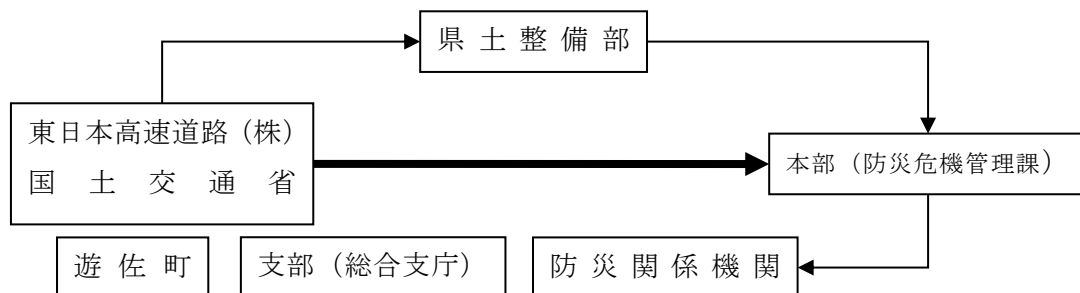 県土整備部
東日本高速道路（株）
国土交通省
本部（防災危機管理課）
遊佐町
支部（総合支庁）
防災関係機関